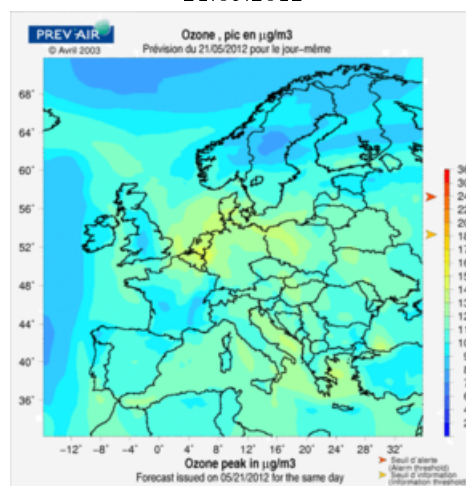 PREV'AIR
© Avril 2003
Ozone , pic en µg/m3
Prévision du 21/05/2012 pour le jour-même
68°
64°
60°
56°
52°
48°
44°
40°
36°
−12° −8° −4° 0° 4° 8° 12° 16° 20° 24° 28° 32°
Ozone peak in µg/m3
Forecast issued on 05/21/2012 for the same day
Seuil d'alerte
(Alarm threshold)
Seuil d'information
(Information threshold)